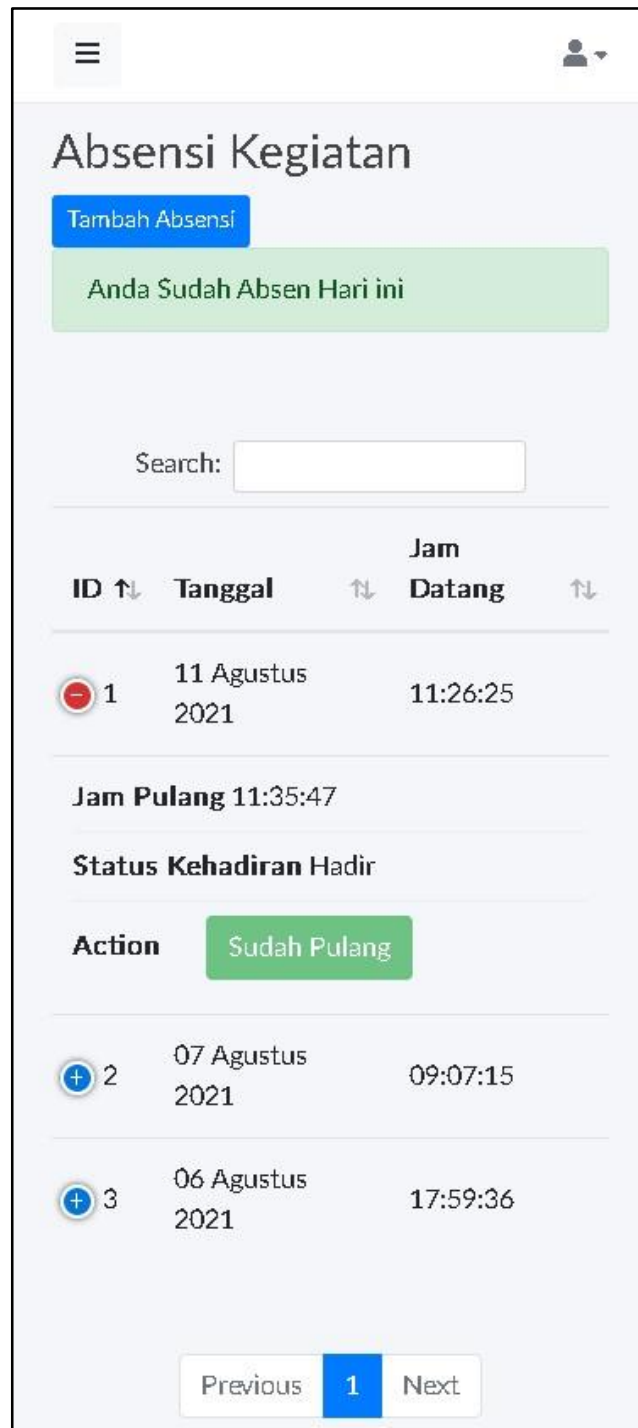 Absensi Kegiatan
Tambah Absensi
Anda Sudah Absen Hari ini
Search:
ID Tanggal Jam Datang
1 11 Agustus 2021 11:26:25
Jam Pulang 11:35:47
Status Kehadiran Hadir
Action Sudah Pulang
2 07 Agustus 2021 09:07:15
3 06 Agustus 2021 17:59:36
Previous 1 Next